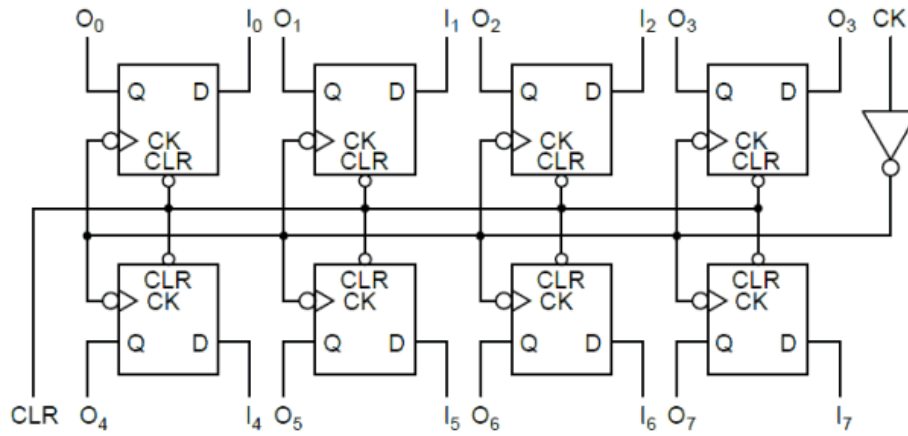 O0 I0 O1 I1 O2 I2 O3 O3 CK
Q D Q D Q D Q D
CK CK CK CK
CLR CLR CLR CLR
CLR CLR CLR CLR
CK CK CK CK
Q D Q D Q D Q D
CLR O4 I4 O5 I5 O6 I6 O7 I7